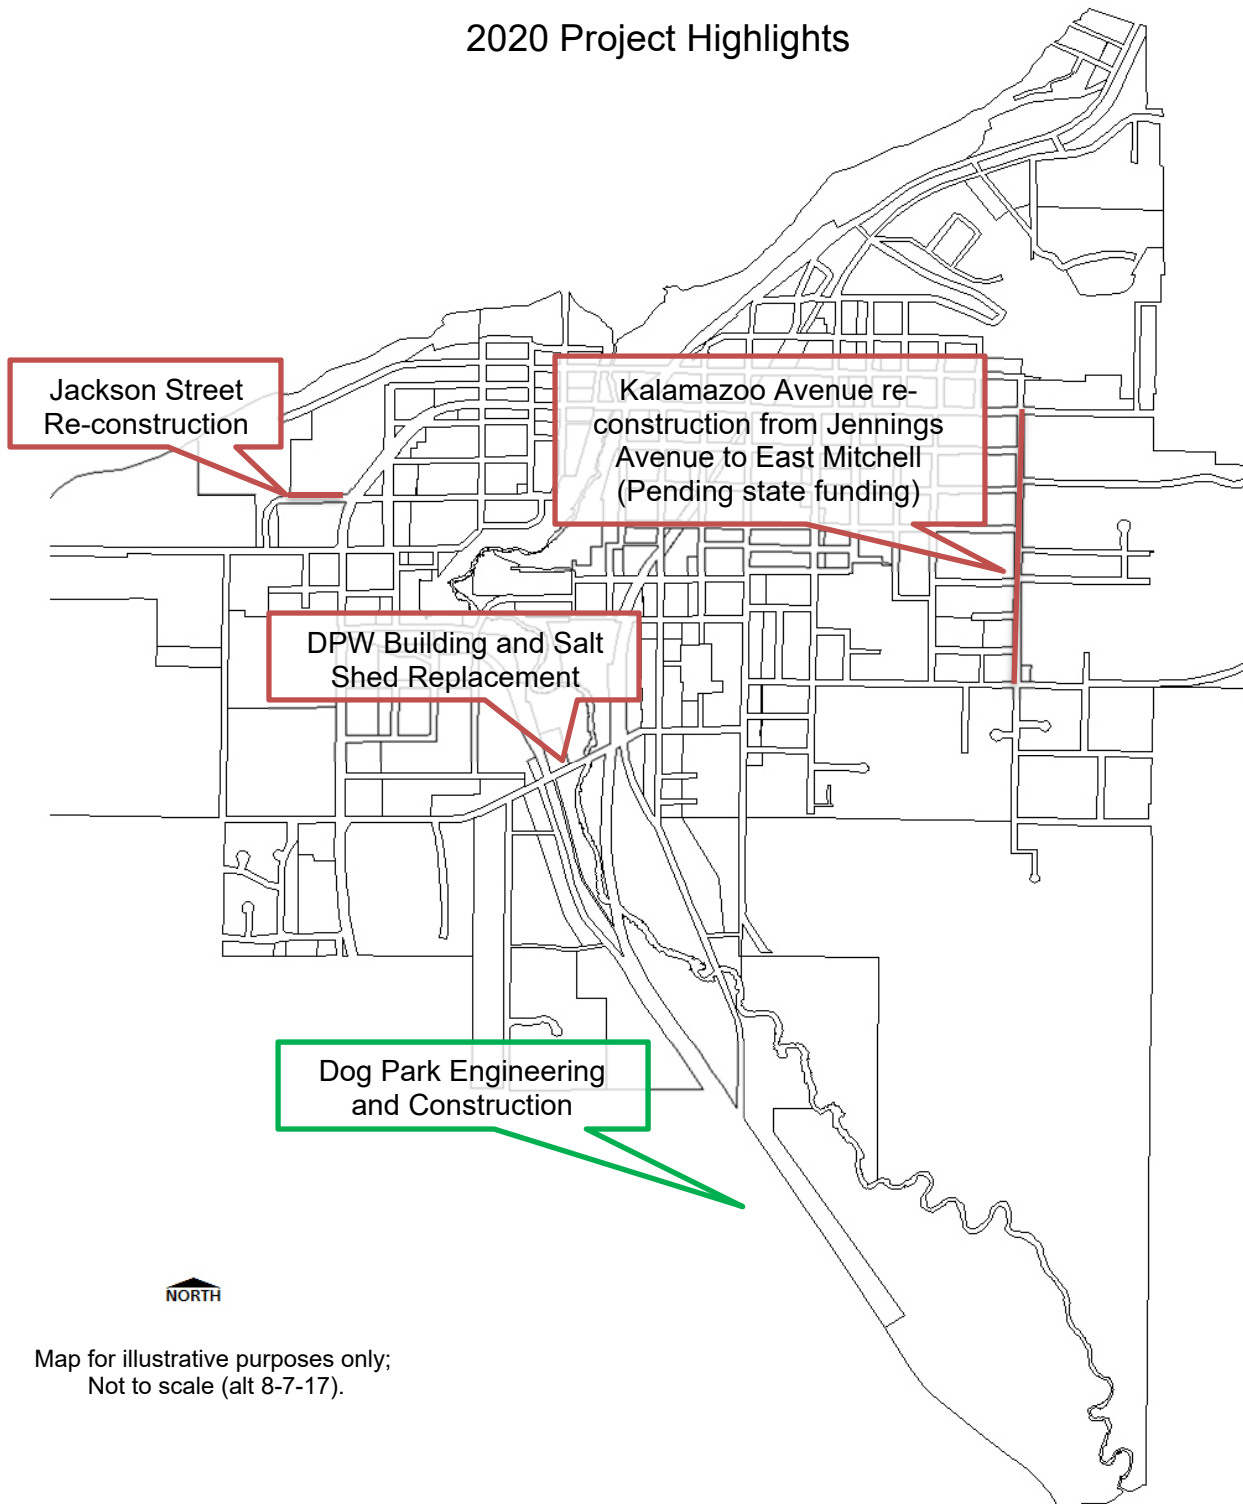 2020 Project Highlights
Jackson Street
Re-construction
Kalamazoo Avenue re-
construction from Jennings
Avenue to East Mitchell
(Pending state funding)
DPW Building and Salt
Shed Replacement
Dog Park Engineering
and Construction
NORTH
Map for illustrative purposes only;
Not to scale (alt 8-7-17).